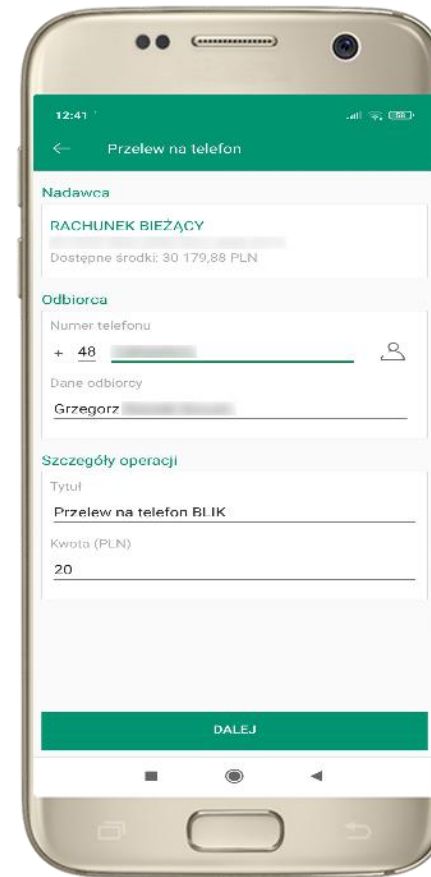 12:41
Przelew na telefon
Nadawca
RACHUNEK BIEŻĄCY
Dostępne środki: 30 179,88 PLN
Odbiorca
Numer telefonu
+ 48
Dane odbiorcy
Grzegorz
Szczegóły operacji
Tytuł
Przelew na telefon BLIK
Kwota (PLN)
20
DALEJ